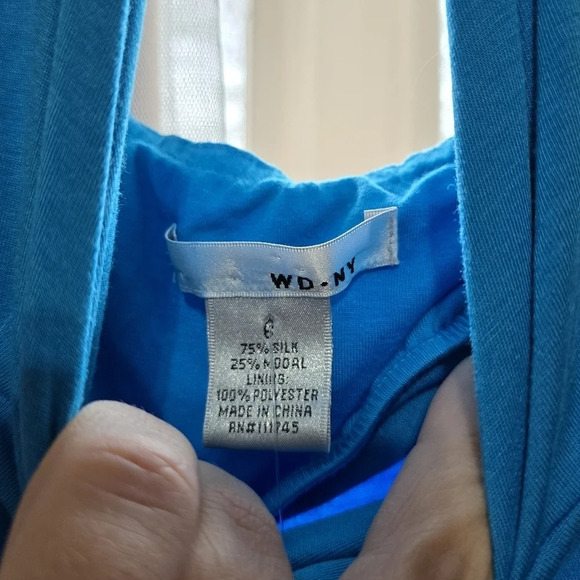 WD-NY
6
75% SILK
25% MODAL
LINING:
100% POLYESTER
MADE IN CHINA
RN#111745